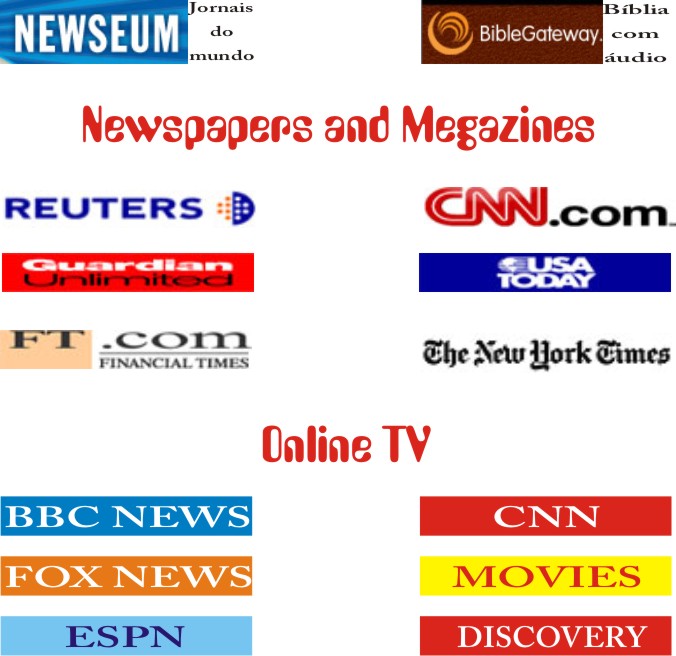 NEWSEUM
Jornais
do
mundo
BibleGateway.
Bíblia
com
áudio
Newspapers and Megazines
REUTERS
CNN.com
Guardian
Unlimited
USA
TODAY
FT.com
FINANCIAL TIMES
The New York Times
Online TV
BBC NEWS
CNN
FOX NEWS
MOVIES
ESPN
DISCOVERY